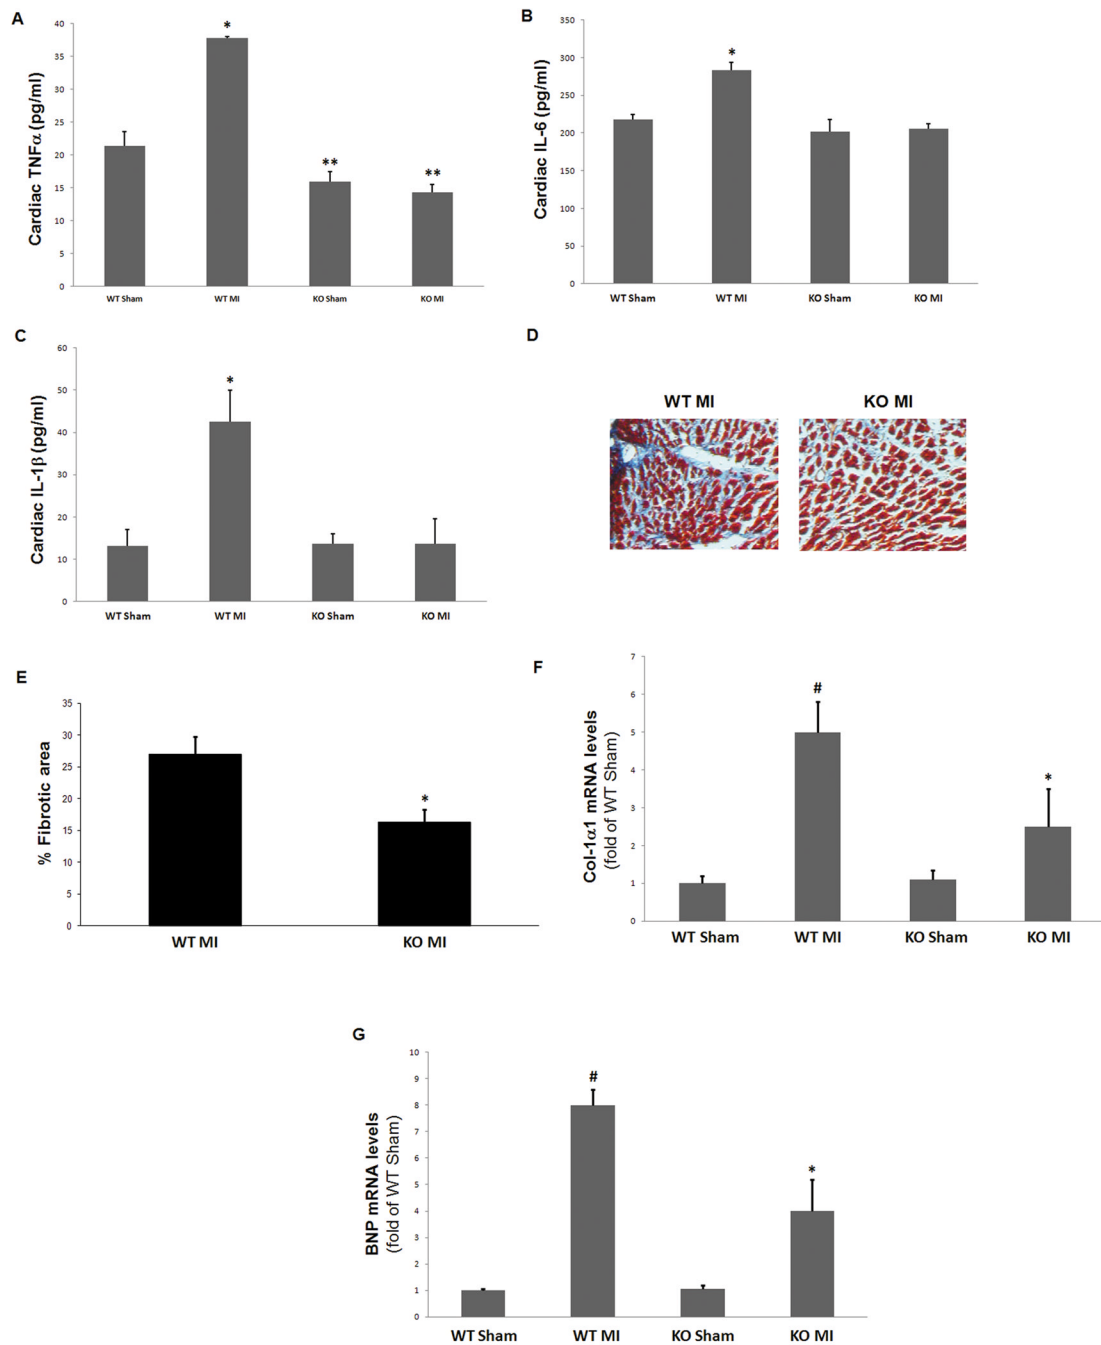 A
Cardiac TNFα (pg/ml)
40
35
30
25
20
15
10
5
0
*
**
**
WT Sham
WT MI
KO Sham
KO MI
B
Cardiac IL-6 (pg/ml)
350
300
250
200
150
100
50
0
*
WT Sham
WT MI
KO Sham
KO MI
C
Cardiac IL-1β (pg/ml)
60
50
40
30
20
10
0
*
WT Sham
WT MI
KO Sham
KO MI
D
WT MI
KO MI
E
% Fibrotic area
35
30
25
20
15
10
5
0
*
WT MI
KO MI
F
Col-1α1 mRNA levels
(fold of WT Sham)
7
6
5
4
3
2
1
0
#
*
WT Sham
WT MI
KO Sham
KO MI
G
BNP mRNA levels
(fold of WT Sham)
10
9
8
7
6
5
4
3
2
1
0
#
*
WT Sham
WT MI
KO Sham
KO MI